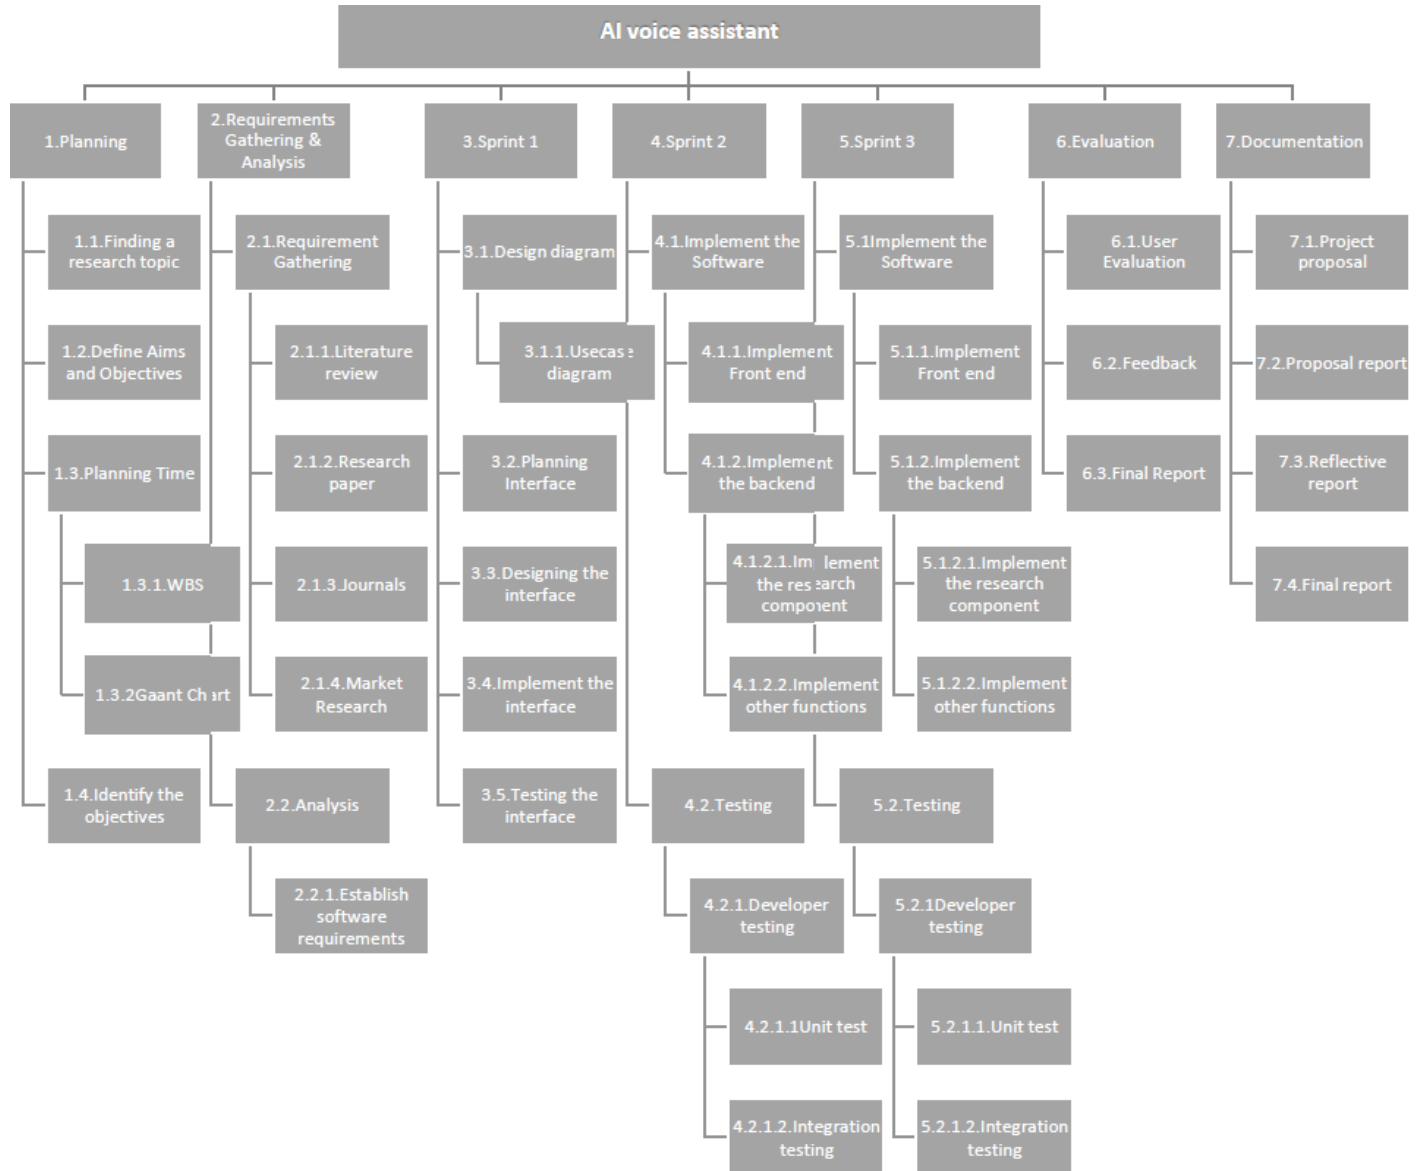 AI voice assistant
1.Planning
2.Requirements
Gathering &
Analysis
3.Sprint 1
4.Sprint 2
5.Sprint 3
6.Evaluation
7.Documentation
1.1.Finding a
research topic
1.2.Define Aims
and Objectives
1.3.Planning Time
1.3.1.WBS
1.3.2Gaant Chart
1.4.Identify the
objectives
2.1.Requirement
Gathering
2.1.1.Literature
review
2.1.2.Research
paper
2.1.3.Journals
2.1.4.Market
Research
2.2.Analysis
2.2.1.Establish
software
requirements
3.1.Design diagram
3.1.1.Usecase
diagram
3.2.Planning
Interface
3.3.Designing the
interface
3.4.Implement the
interface
3.5.Testing the
interface
4.1.Implement the
Software
4.1.1.Implement
Front end
4.1.2.Implement
the backend
4.1.2.1.Implement
the research
component
4.1.2.2.Implement
other functions
4.2.Testing
4.2.1.Developer
testing
4.2.1.1Unit test
4.2.1.2.Integration
testing
5.1Implement the
Software
5.1.1.Implement
Front end
5.1.2.Implement
the backend
5.1.2.1.Implement
the research
component
5.1.2.2.Implement
other functions
5.2.Testing
5.2.1Developer
testing
5.2.1.1.Unit test
5.2.1.2.Integration
testing
6.1.User
Evaluation
6.2.Feedback
6.3.Final Report
7.1.Project
proposal
7.2.Proposal report
7.3.Reflective
report
7.4.Final report